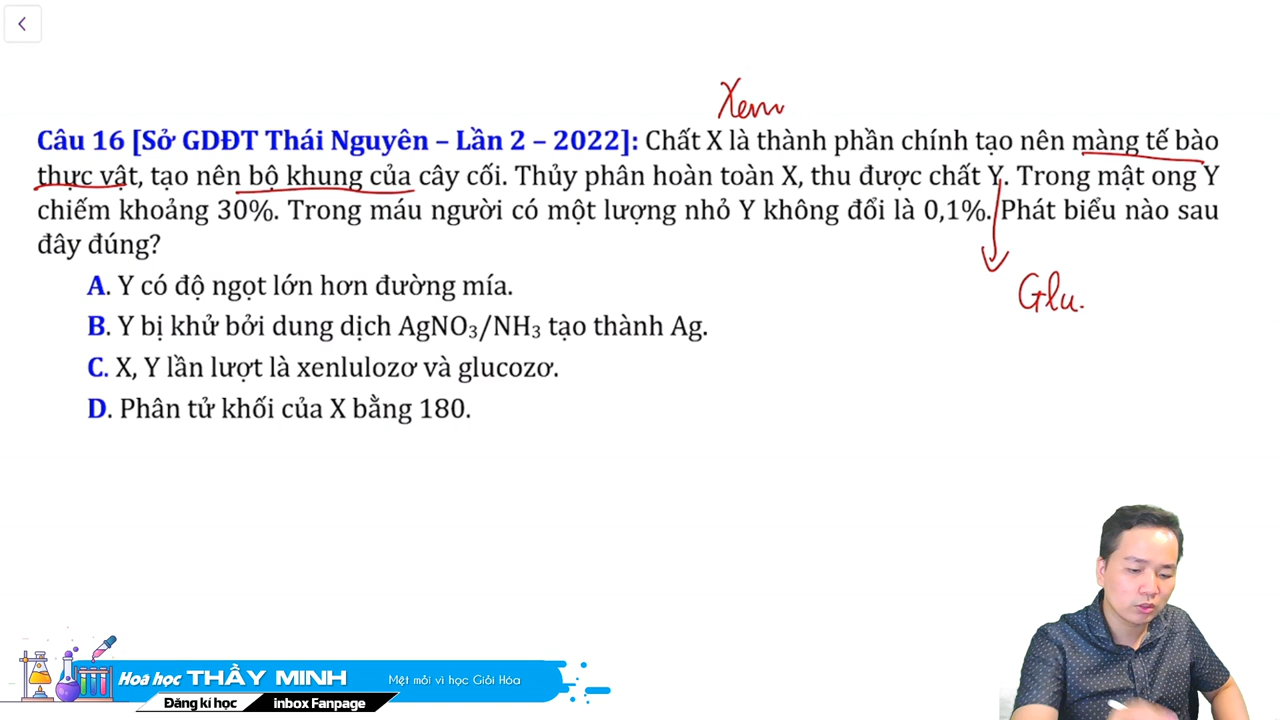 Xem
Câu 16 [Sở GDĐT Thái Nguyên – Lần 2 – 2022]: Chất X là thành phần chính tạo nên màng tế bào
thực vật, tạo nên bộ khung của cây cối. Thủy phân hoàn toàn X, thu được chất Y. Trong mật ong Y
chiếm khoảng 30%. Trong máu người có một lượng nhỏ Y không đổi là 0,1%. Phát biểu nào sau
đây đúng?
Glu.
A. Y có độ ngọt lớn hơn đường mía.
B. Y bị khử bởi dung dịch AgNO₃/NH₃ tạo thành Ag.
C. X, Y lần lượt là xenlulozơ và glucozơ.
D. Phân tử khối của X bằng 180.
Hoá học THẦY MINH
Mệt mỏi vì học Giỏi Hóa
Đăng kí học
inbox Fanpage